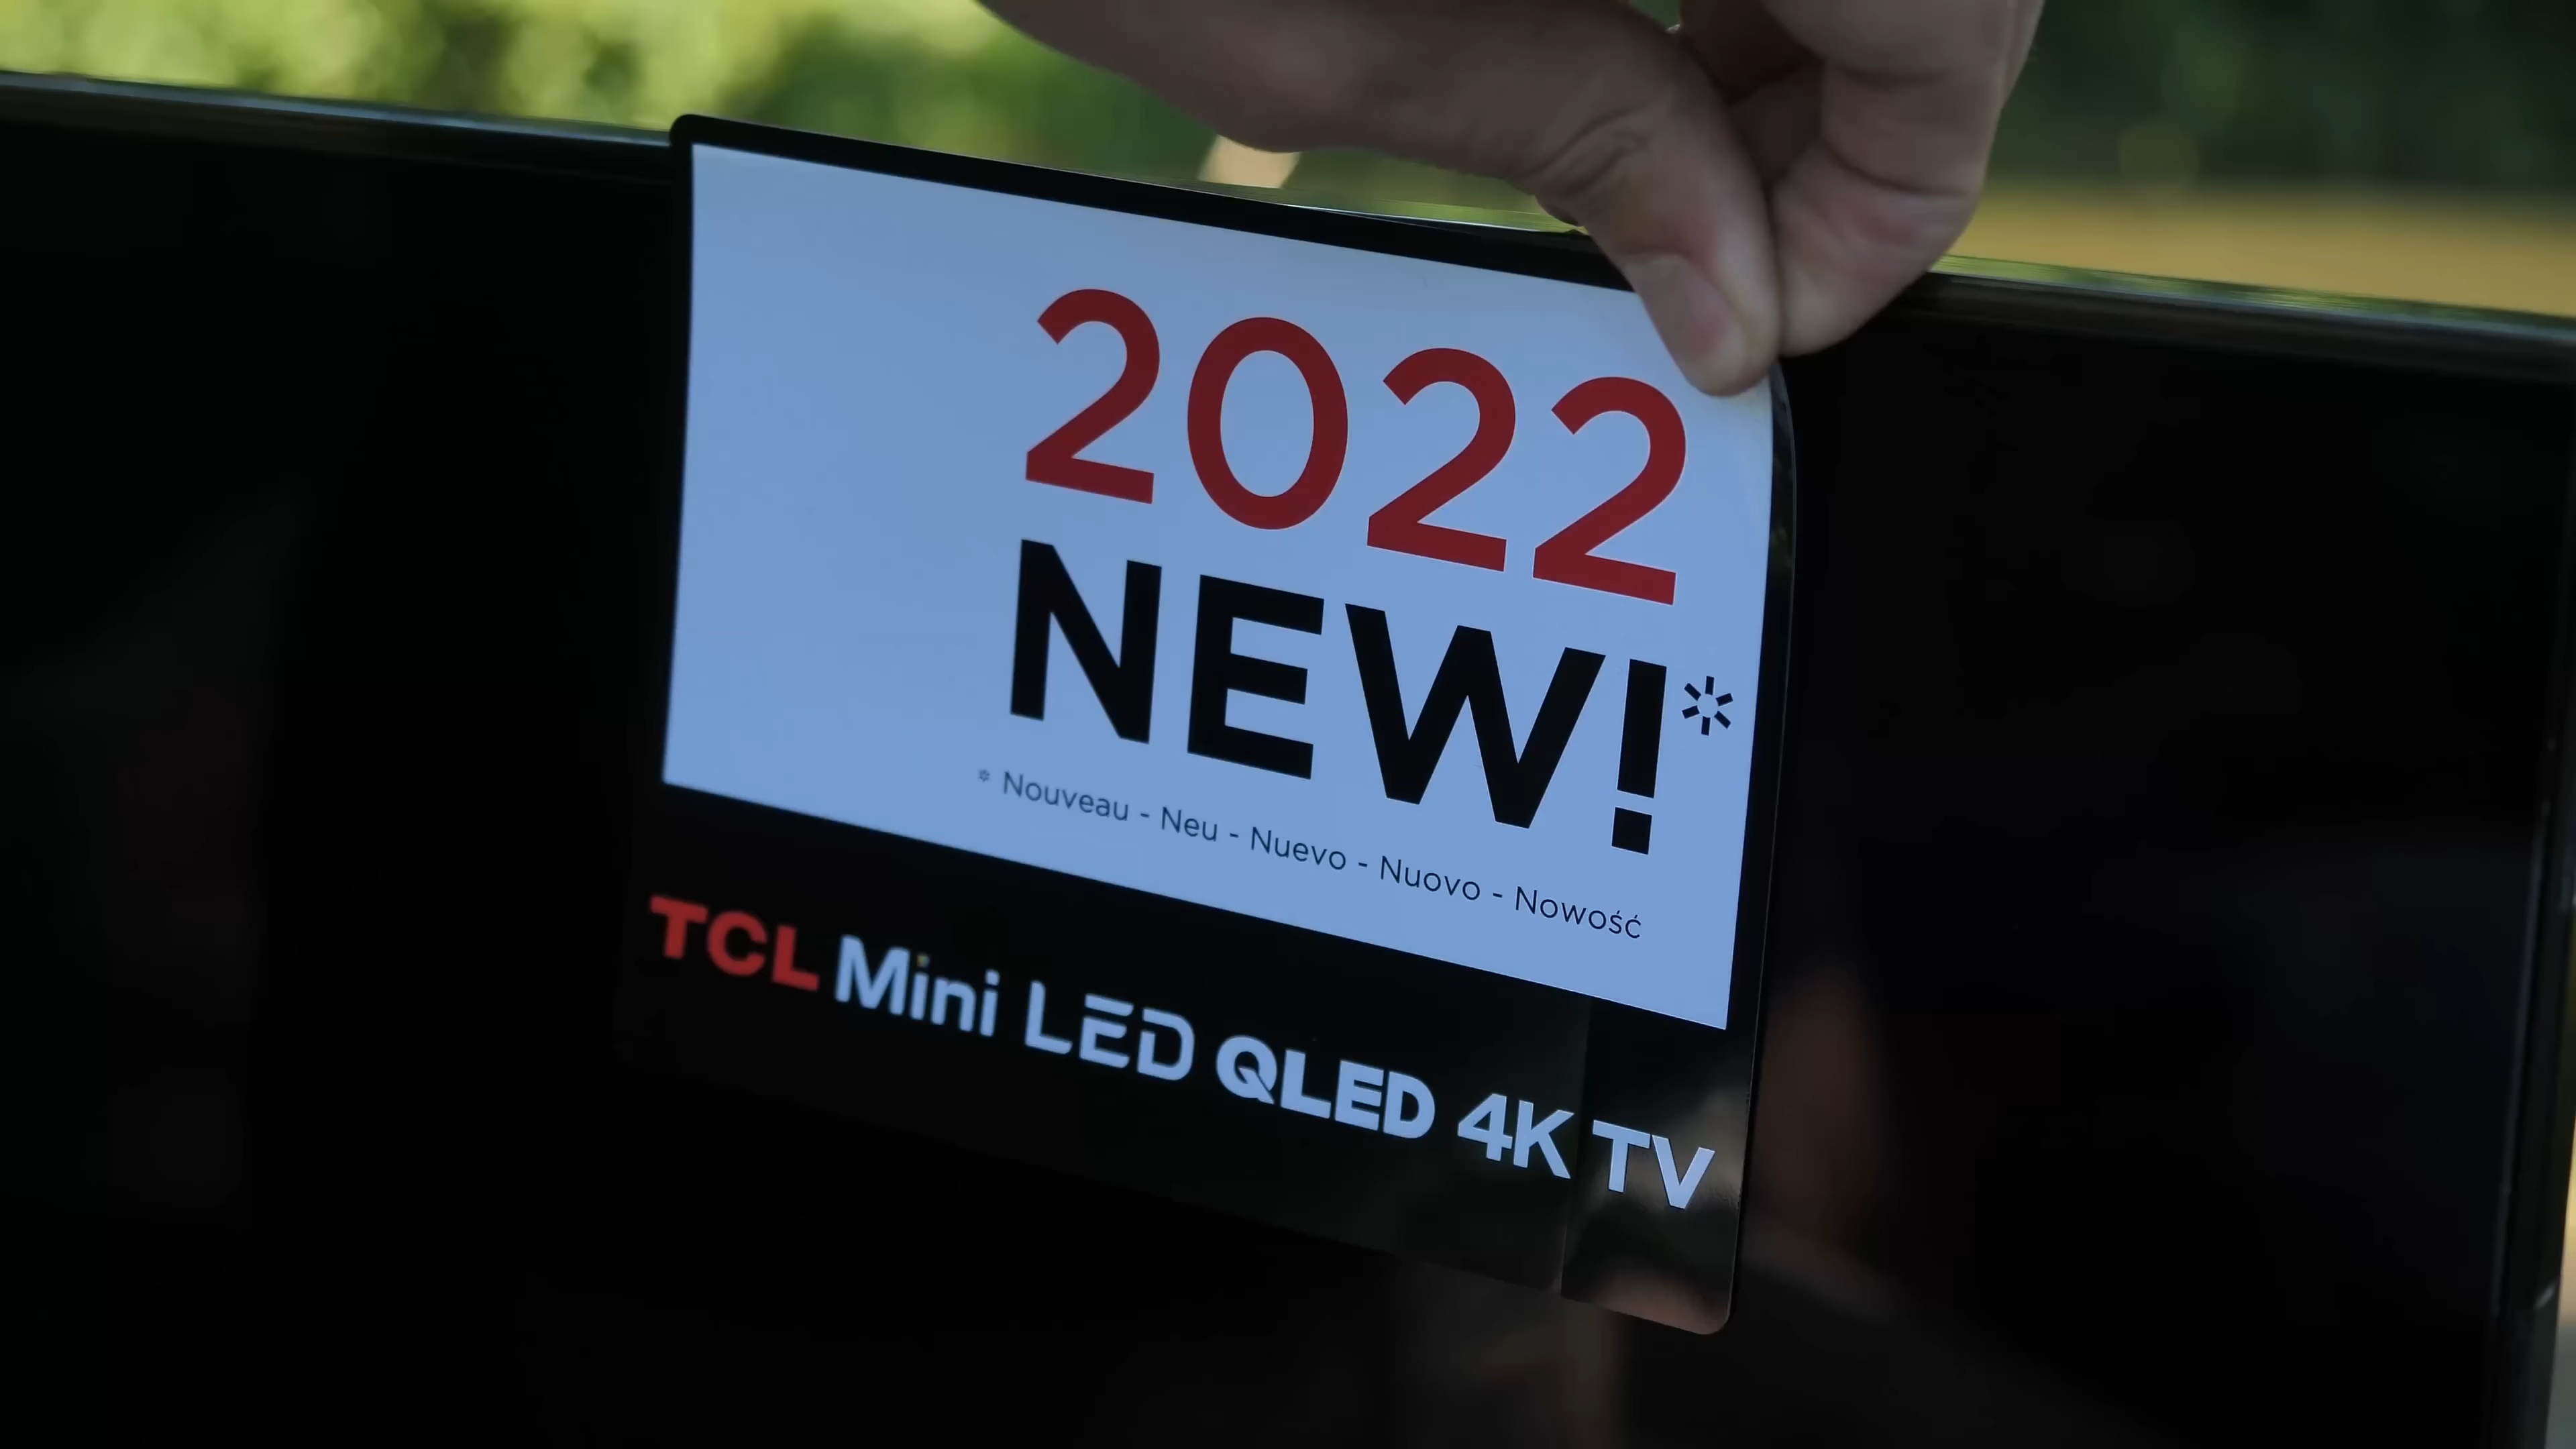 2022
NEW!*
* Nouveau - Neu - Nuevo - Nuovo - Nowość
TCL Mini LED QLED 4K TV